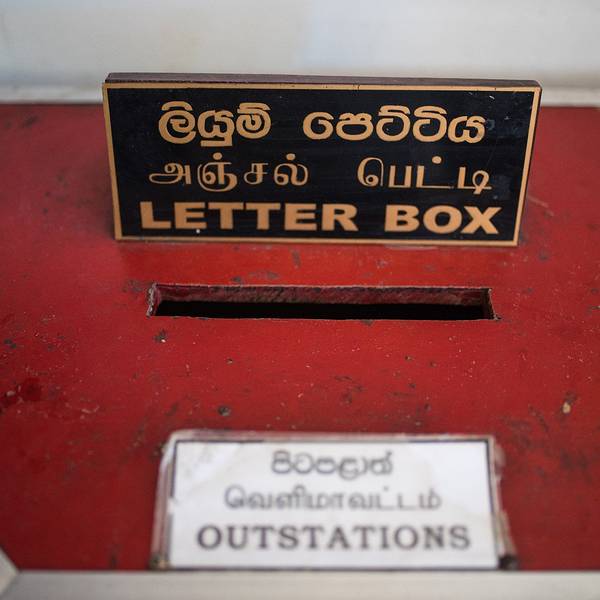 ලියුම් පෙට්ටිය
அஞ்சல் பெட்டி
LETTER BOX
පිටපළාත්
வெளிமாவட்டம்
OUTSTATIONS